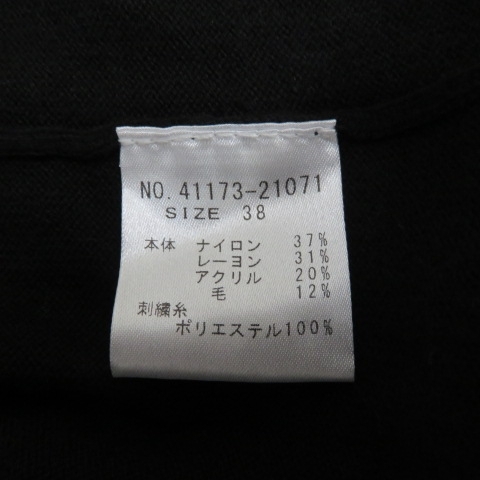 NO. 41173-21071
SIZE 38
本体 ナイロン 37%
レーヨン 31%
アクリル 20%
毛 12%
刺繍糸
ポリエステル100%